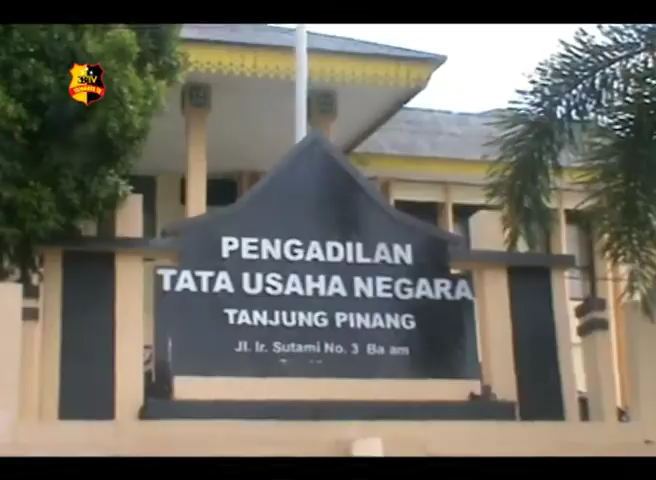 PENGADILAN
TATA USAHA NEGARA
TANJUNG PINANG
Jl. Ir. Sutami No. 3